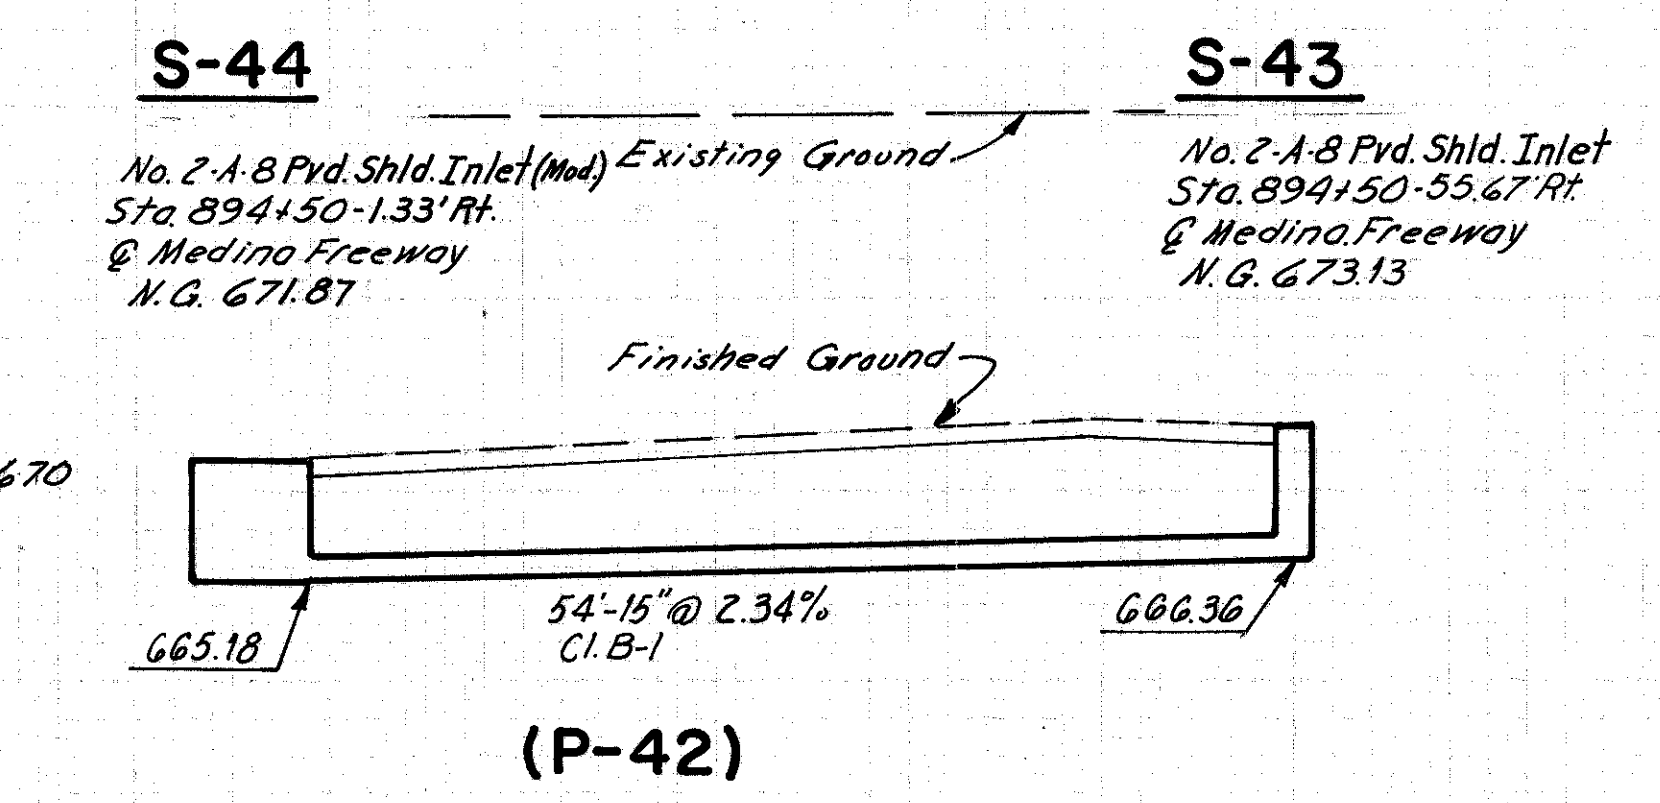 S-44
S-43
Existing Ground
No. 2-A-8 Pvd. Shld. Inlet (Mod.)
Sta. 894+50-1.33' Rt.
℄ Medina Freeway
N.G. 671.87
No. 2-A-8 Pvd. Shld. Inlet
Sta. 894+50-55.67' Rt.
℄ Medina Freeway
N.G. 673.13
Finished Ground
670
54'-15"@ 2.34%
Cl. B-1
665.18
666.36
(P-42)